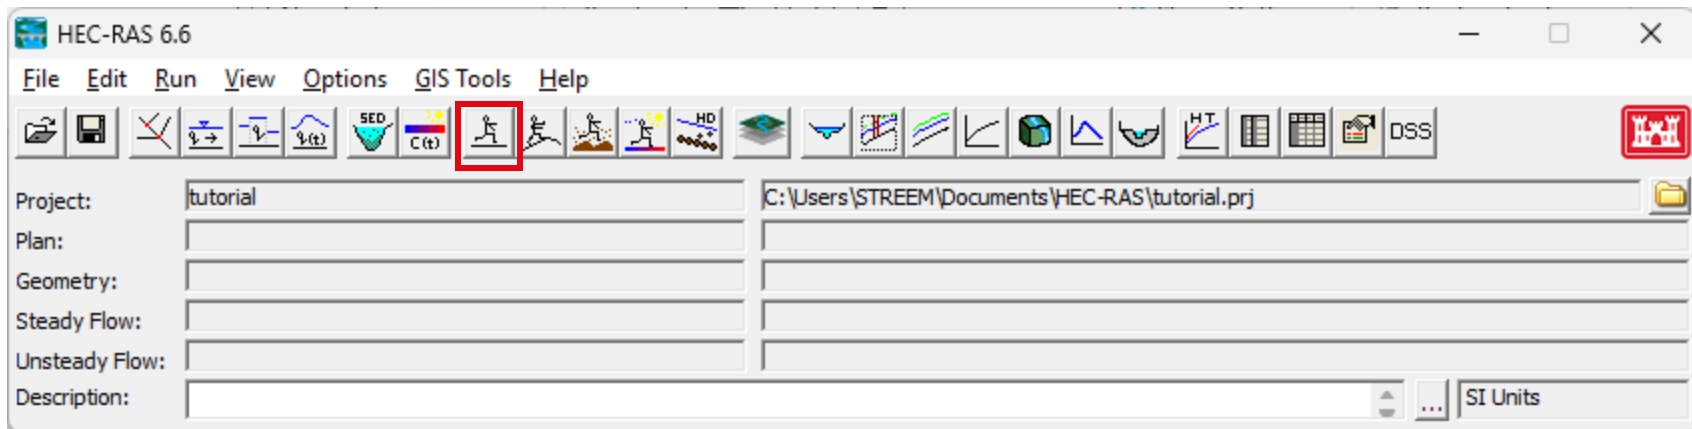 HEC-RAS 6.6
File Edit Run View Options GIS Tools Help
SED C(t) HD HT DSS
Project: tutorial C:\Users\STREEM\Documents\HEC-RAS\tutorial.prj
Plan:
Geometry:
Steady Flow:
Unsteady Flow:
Description: ... SI Units